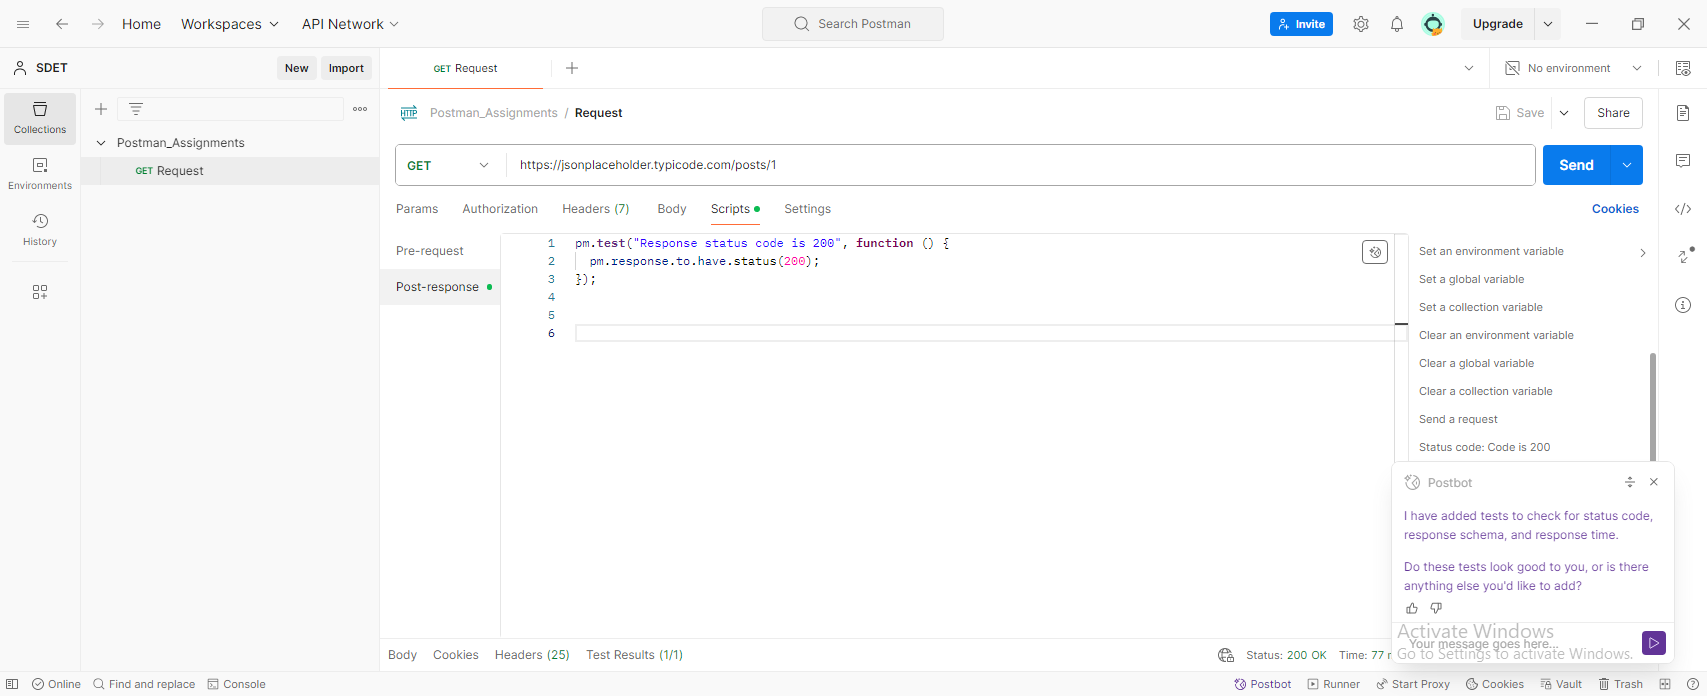 Home Workspaces API Network Search Postman Invite Upgrade
SDET New Import GET Request No environment
Collections
Environments
History
Postman_Assignments
GET Request
HTTP Postman_Assignments / Request Save Share
GET https://jsonplaceholder.typicode.com/posts/1 Send
Params Authorization Headers (7) Body Scripts Settings Cookies
Pre-request
Post-response
1 pm.test("Response status code is 200", function () {
2 pm.response.to.have.status(200);
3 });
4
5
6
Set an environment variable
Set a global variable
Set a collection variable
Clear an environment variable
Clear a global variable
Clear a collection variable
Send a request
Status code: Code is 200
Postbot
I have added tests to check for status code,
response schema, and response time.
Do these tests look good to you, or is there
anything else you'd like to add?
Your message goes here...
Activate Windows
Go to Settings to activate Windows.
Body Cookies Headers (25) Test Results (1/1) Status: 200 OK Time: 77
Online Find and replace Console Postbot Runner Start Proxy Cookies Vault Trash